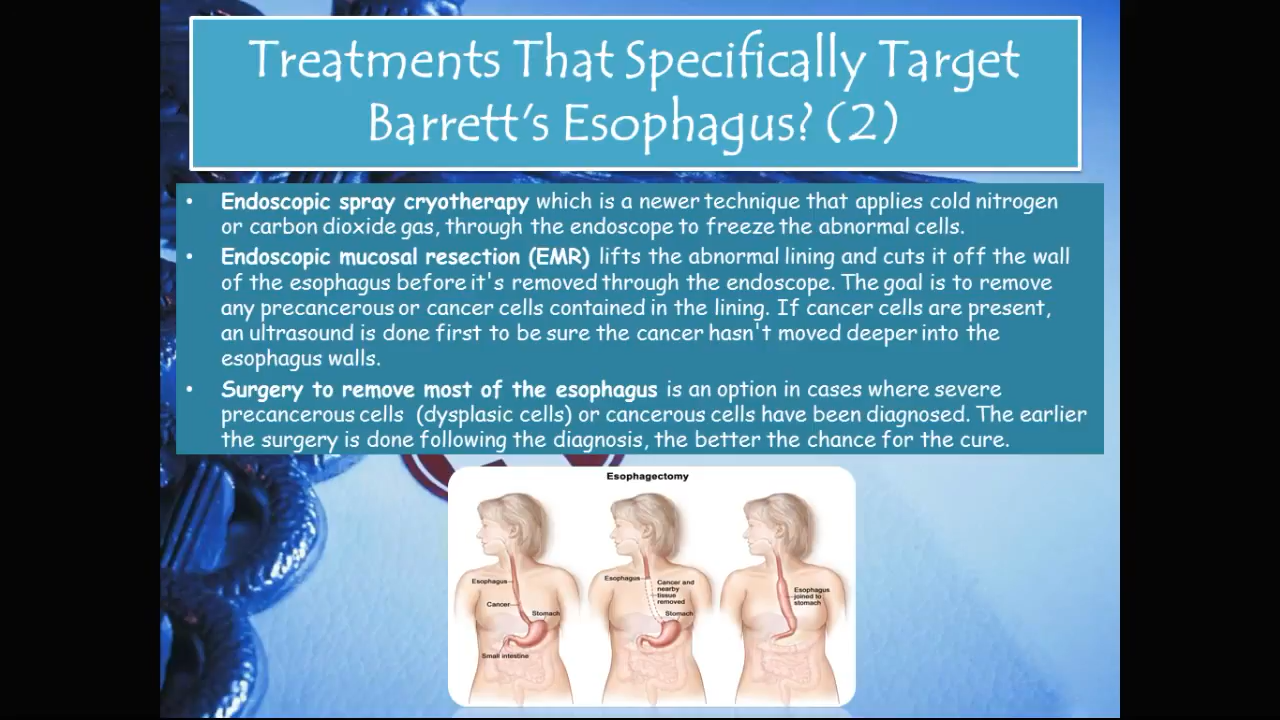 Treatments That Specifically Target
Barrett's Esophagus? (2)
• Endoscopic spray cryotherapy which is a newer technique that applies cold nitrogen
or carbon dioxide gas, through the endoscope to freeze the abnormal cells.
• Endoscopic mucosal resection (EMR) lifts the abnormal lining and cuts it off the wall
of the esophagus before it's removed through the endoscope. The goal is to remove
any precancerous or cancer cells contained in the lining. If cancer cells are present,
an ultrasound is done first to be sure the cancer hasn't moved deeper into the
esophagus walls.
• Surgery to remove most of the esophagus is an option in cases where severe
precancerous cells (dysplasic cells) or cancerous cells have been diagnosed. The earlier
the surgery is done following the diagnosis, the better the chance for the cure.
Esophagectomy
Esophagus
Cancer
Stomach
Small intestine
Esophagus
Cancer and
nearby
tissue
removed
Stomach
Esophagus
joined to
stomach